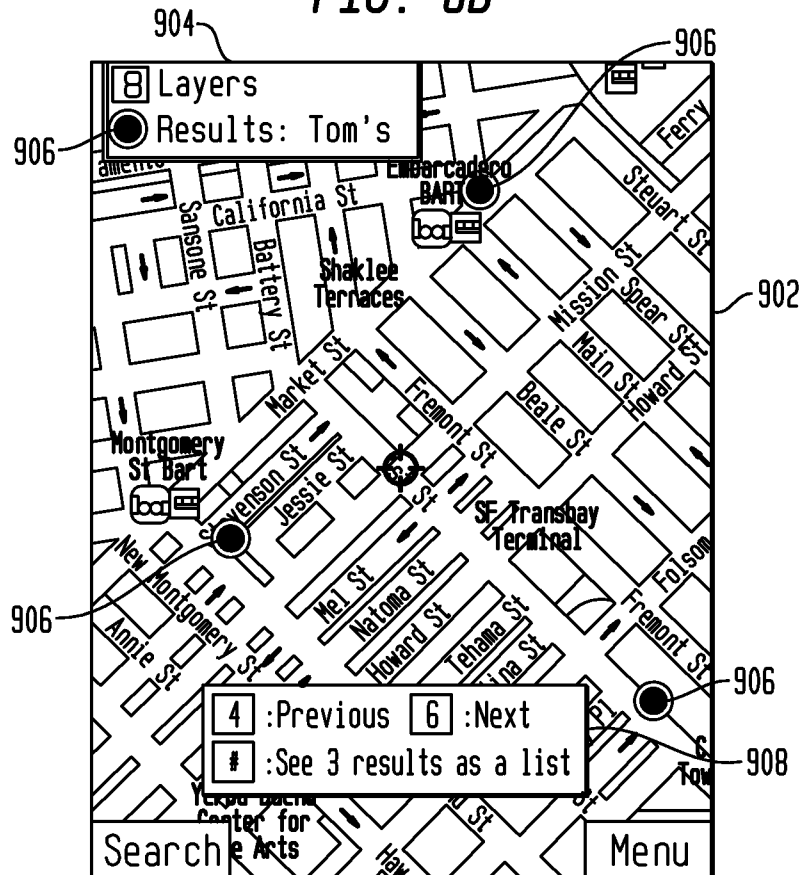 904
906
8 Layers
Results: Tom's
906
Ferry
Embarcadero
BART
Steuart St
California St
Sansone St
Battery St
Shaklee
Terraces
Mission St
Spear St
902
Main St
Howard St
Market St
Fremont St
Beale St
Montgomery
St Bart
Jessie St
St
SF Transbay
Terminal
906
New Montgomery St
Mel St
Natoma St
Folsom
Fremont St
Annie St
Howard St
Tehama St
906
4 :Previous 6 :Next
# :See 3 results as a list
908
Center for
Arts
St
Search
Menu